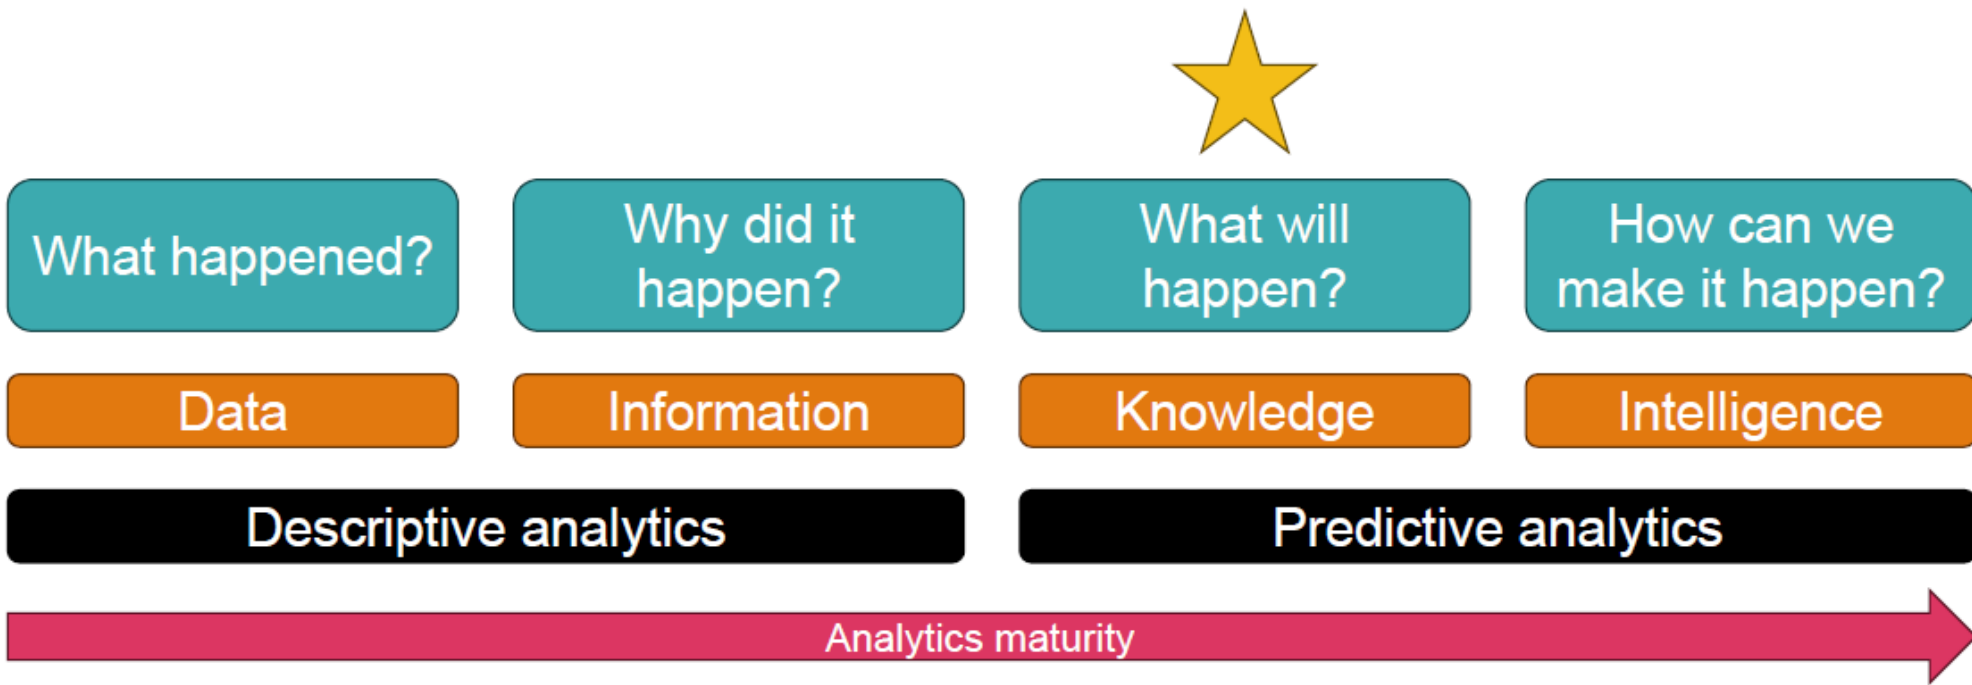 What happened?
Why did it
happen?
What will
happen?
How can we
make it happen?
Data
Information
Knowledge
Intelligence
Descriptive analytics
Predictive analytics
Analytics maturity